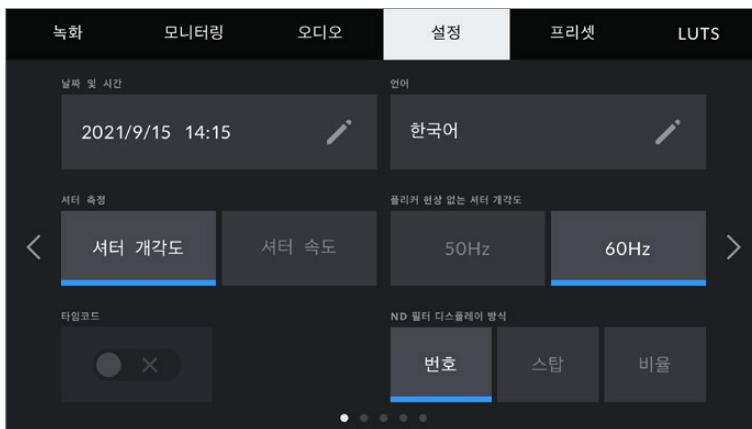 녹화 모니터링 오디오 설정 프리셋 LUTS
날짜 및 시간 언어
2021/9/15 14:15 한국어
셔터 측정 플리커 현상 없는 셔터 개각도
셔터 개각도 셔터 속도 50Hz 60Hz
타임코드 ND 필터 디스플레이 방식
번호 스탑 비율